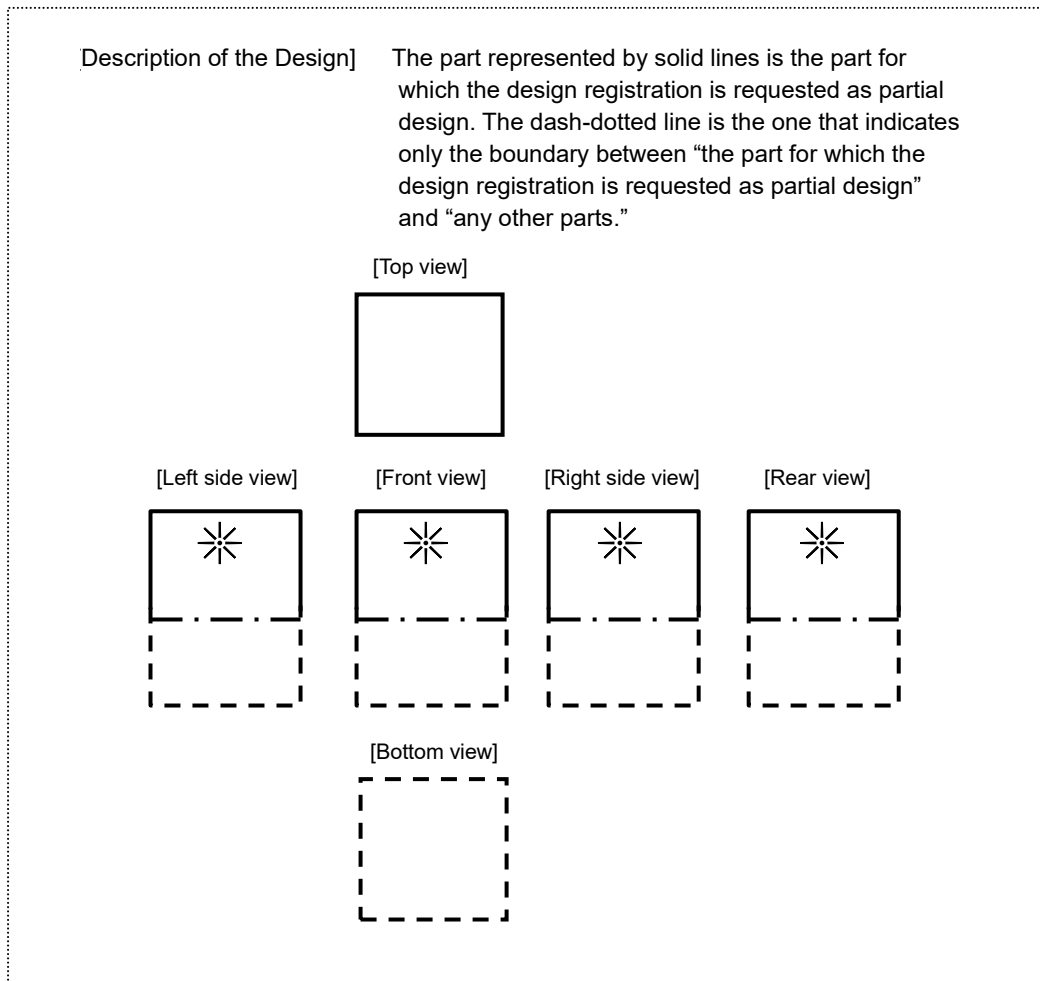 [Description of the Design] The part represented by solid lines is the part for
which the design registration is requested as partial
design. The dash-dotted line is the one that indicates
only the boundary between “the part for which the
design registration is requested as partial design”
and “any other parts.”
[Top view]
[Left side view] [Front view] [Right side view] [Rear view]
[Bottom view]